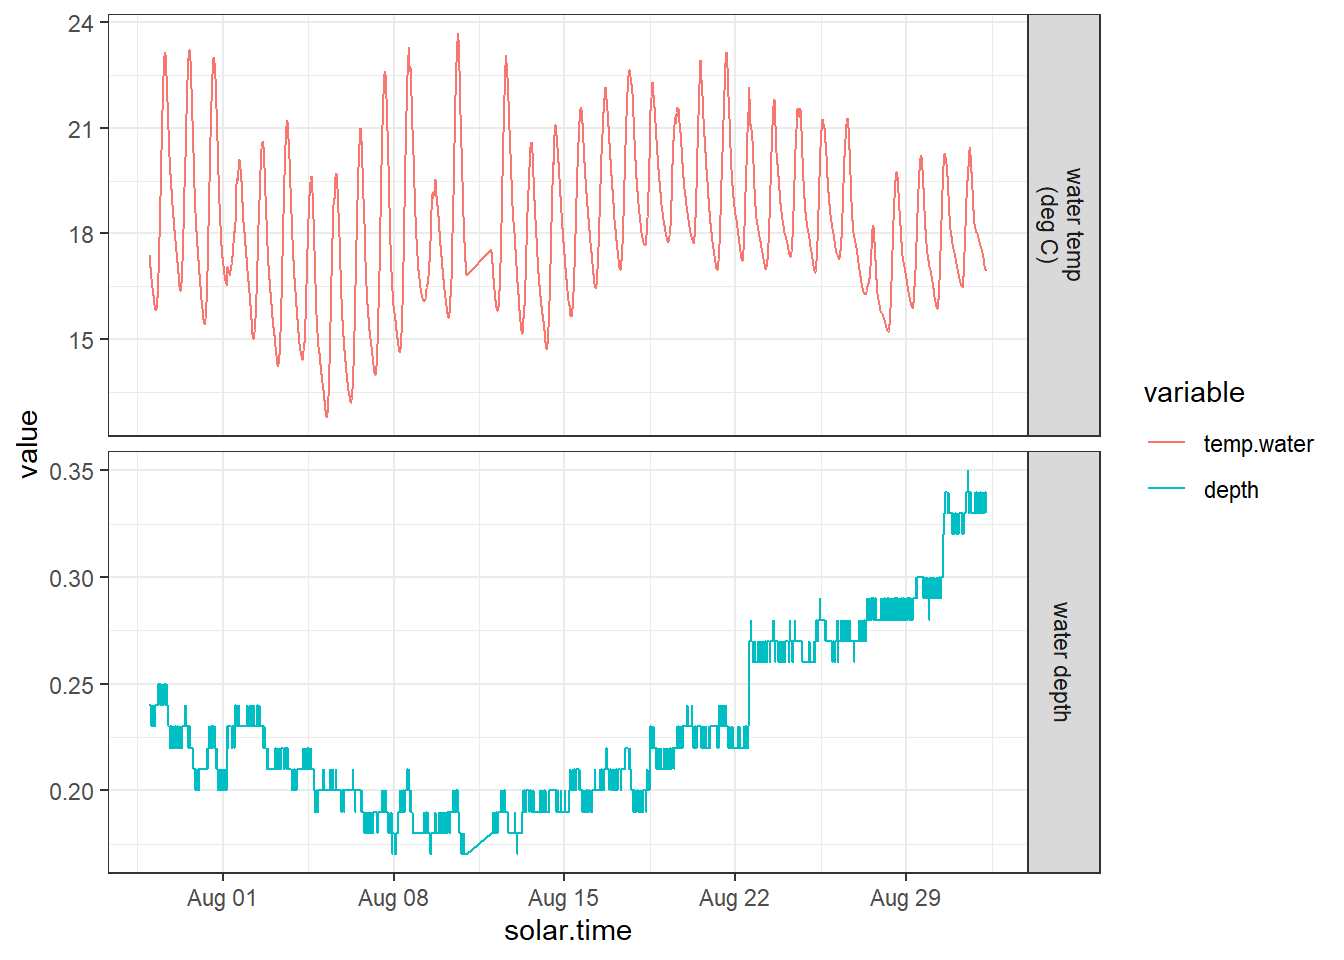 24
21
18
15
water temp
(deg C)
0.35
0.30
0.25
0.20
water depth
value
Aug 01
Aug 08
Aug 15
Aug 22
Aug 29
solar.time
variable
temp.water
depth